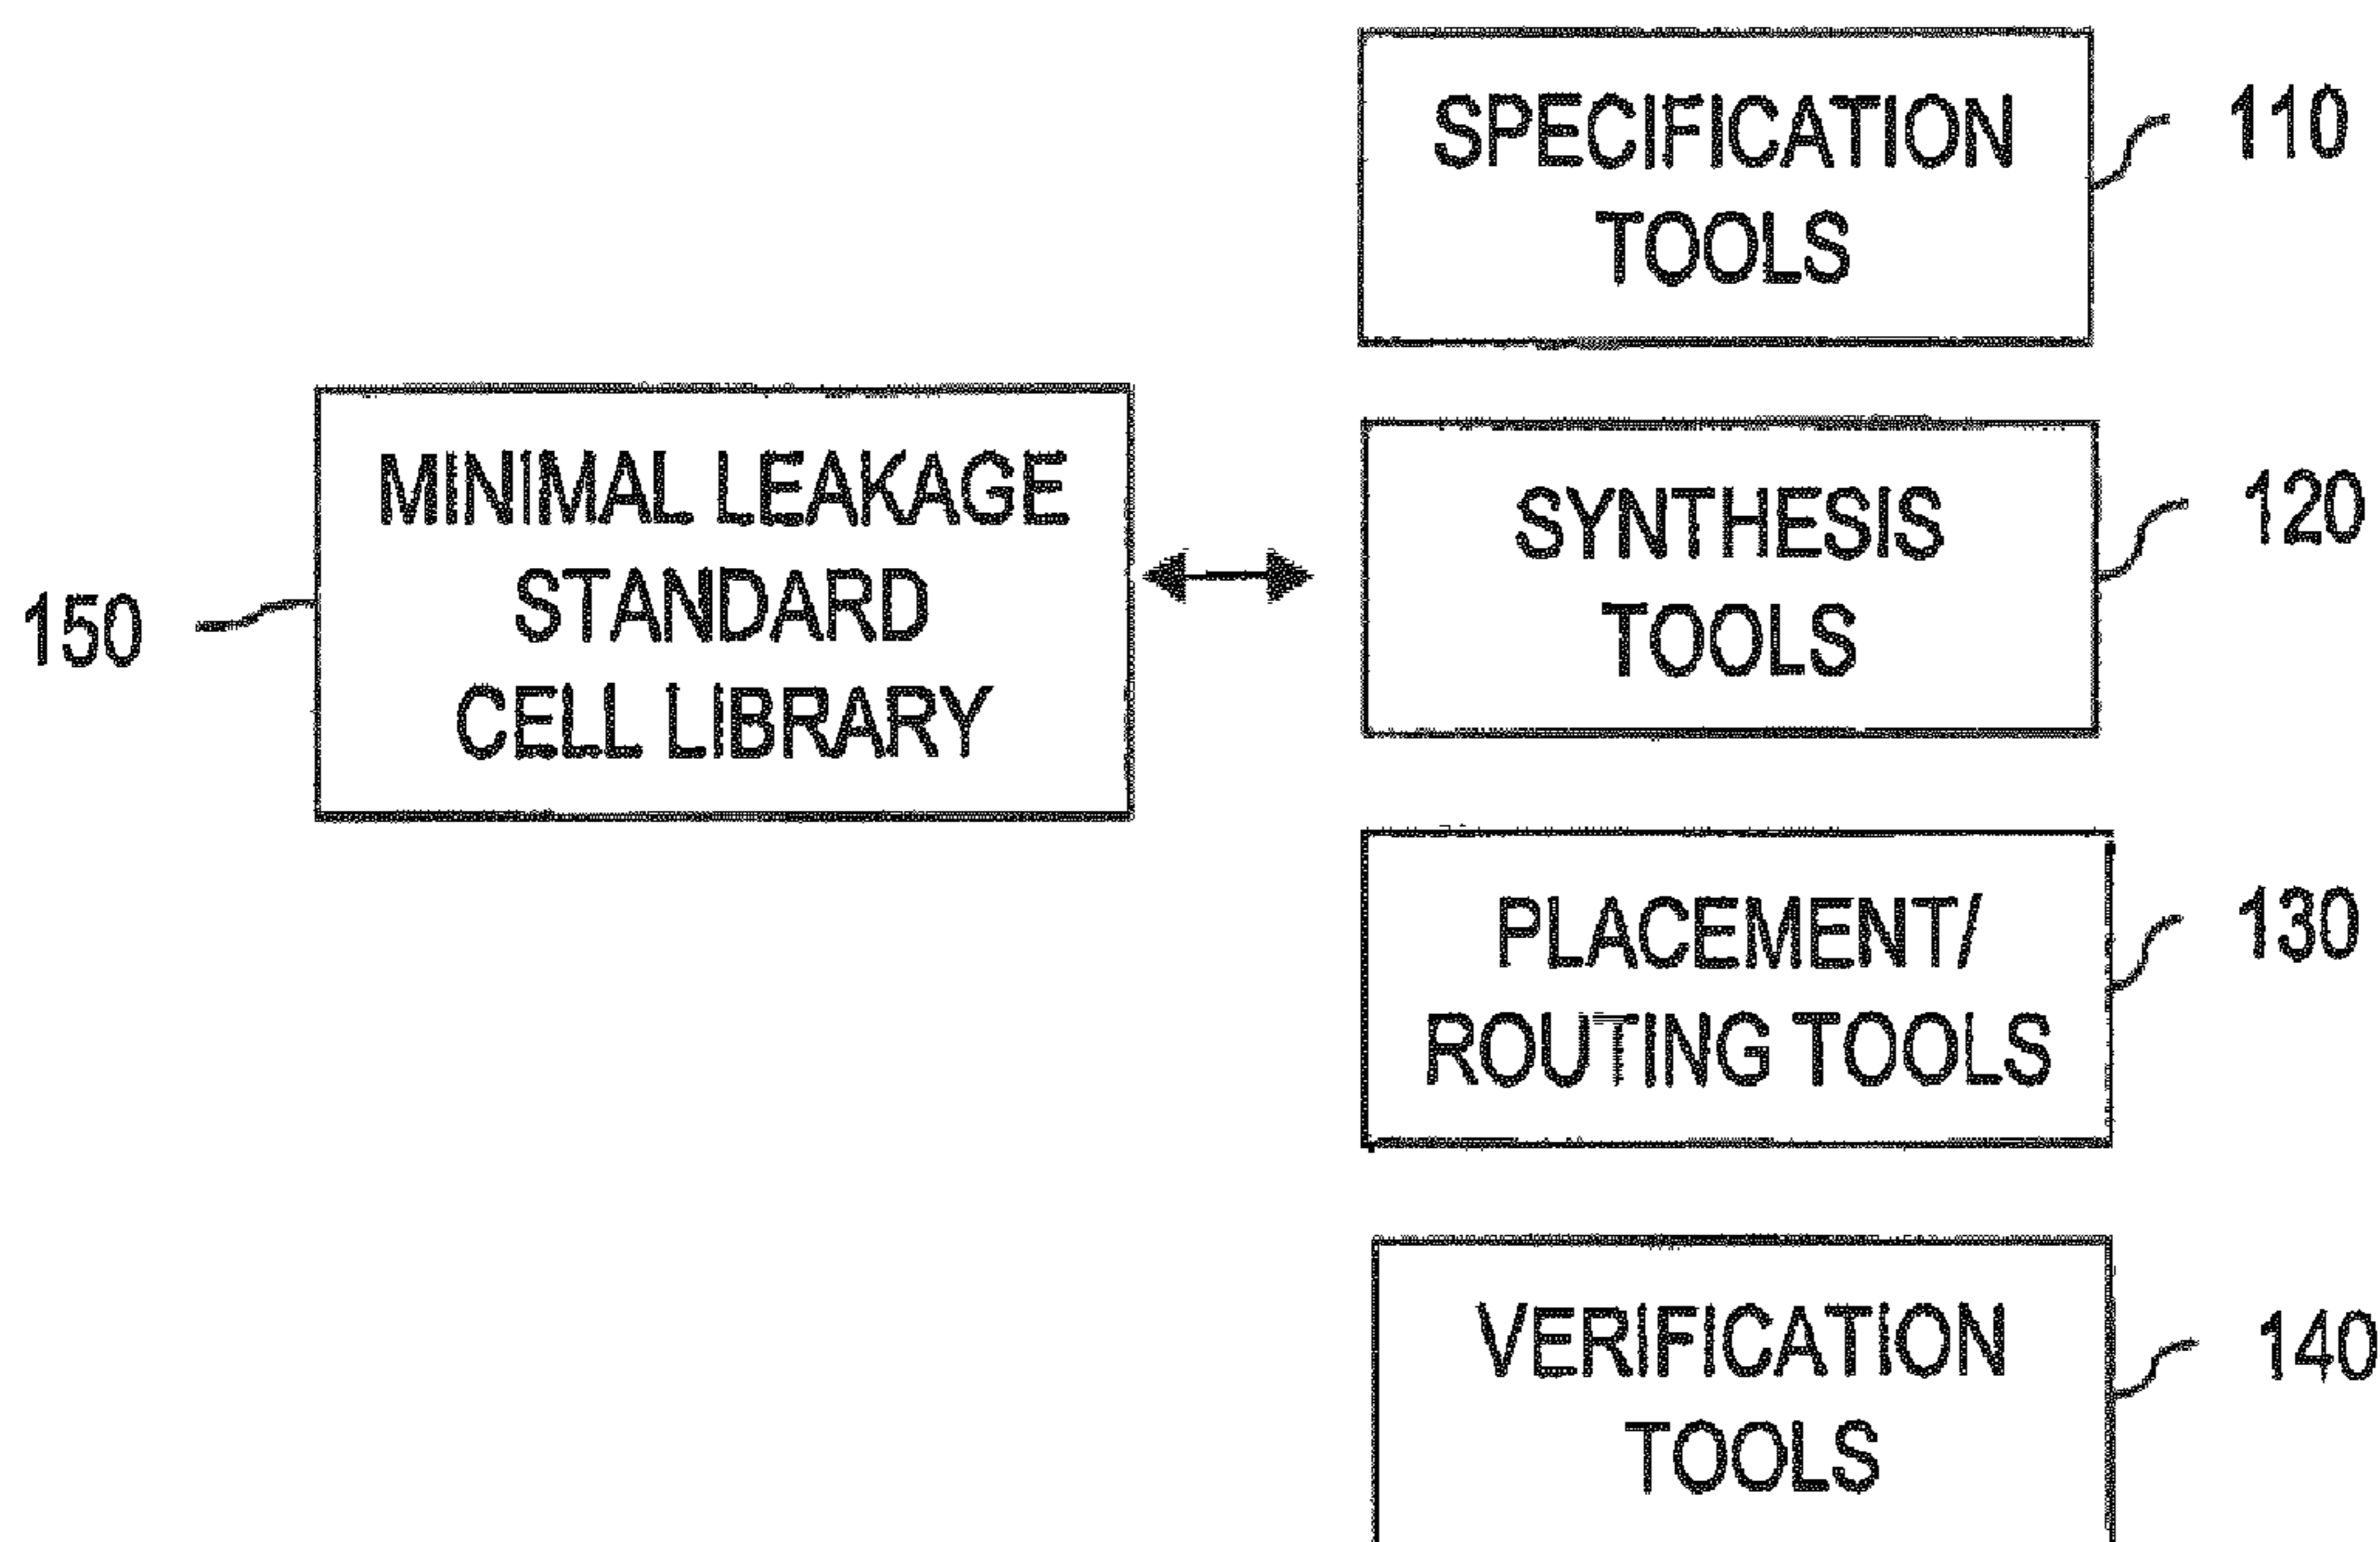 SPECIFICATION
TOOLS
110
MINIMAL LEAKAGE
STANDARD
CELL LIBRARY
150
SYNTHESIS
TOOLS
120
PLACEMENT/
ROUTING TOOLS
130
VERIFICATION
TOOLS
140